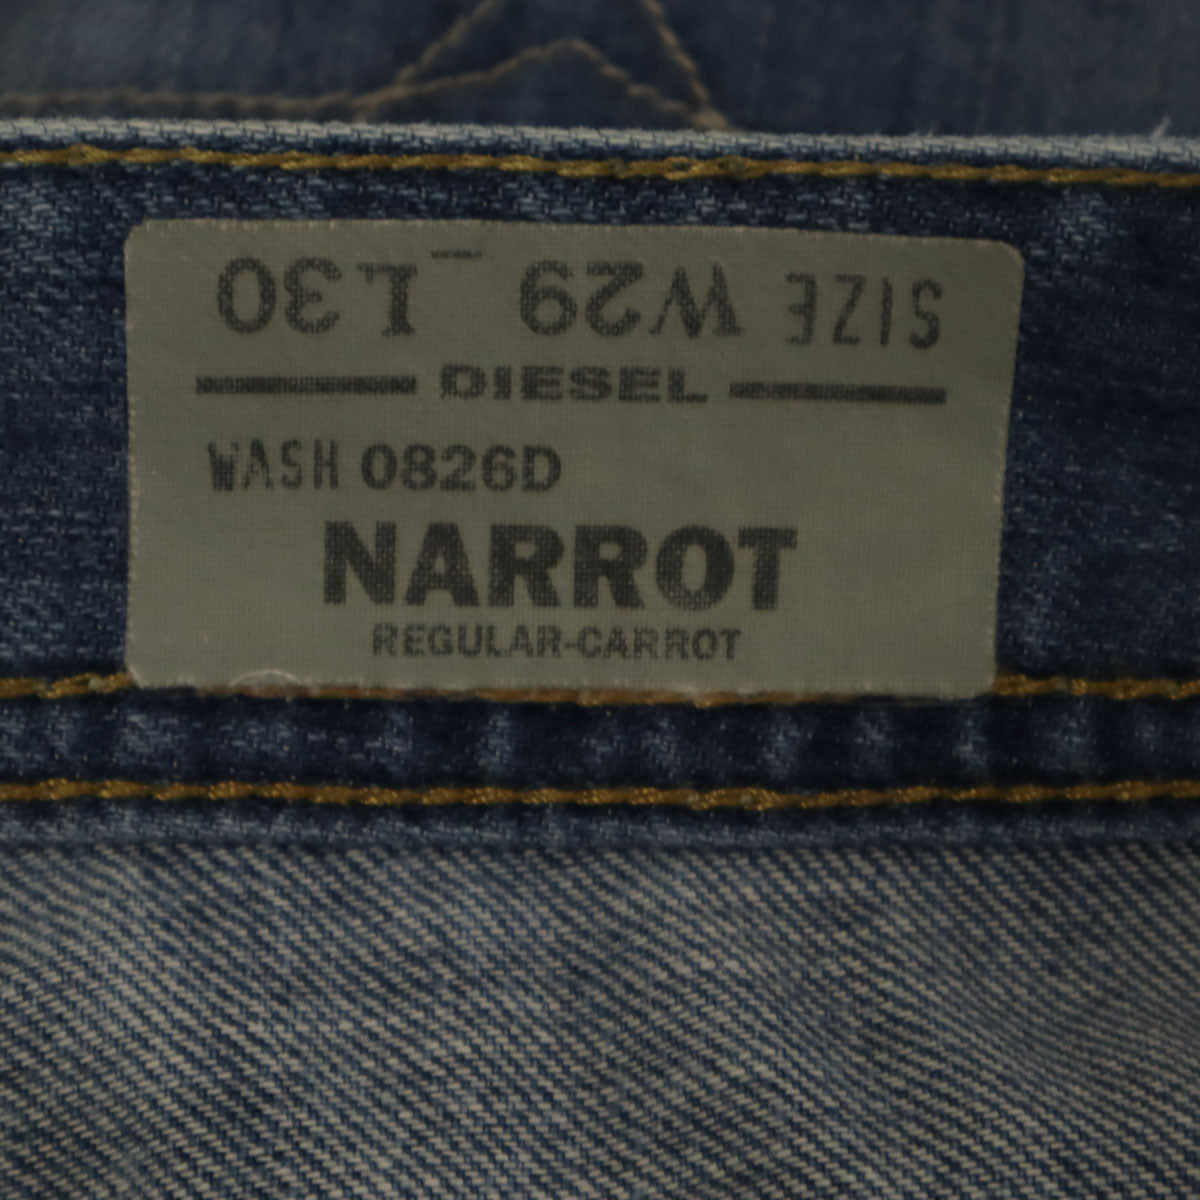 SIZE W29 _ L30
DIESEL
WASH 0826D
NARROT
REGULAR-CARROT